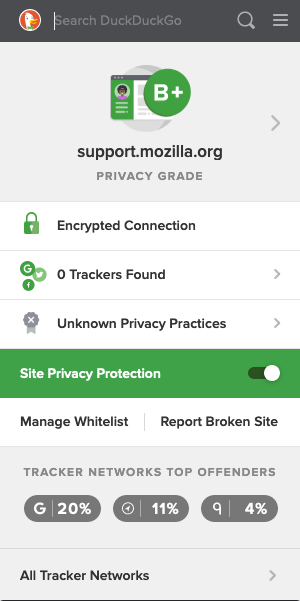 Search DuckDuckGo
B+
support.mozilla.org
PRIVACY GRADE
Encrypted Connection
0 Trackers Found
Unknown Privacy Practices
Site Privacy Protection
Manage Whitelist Report Broken Site
TRACKER NETWORKS TOP OFFENDERS
G 20% 11% 4%
All Tracker Networks